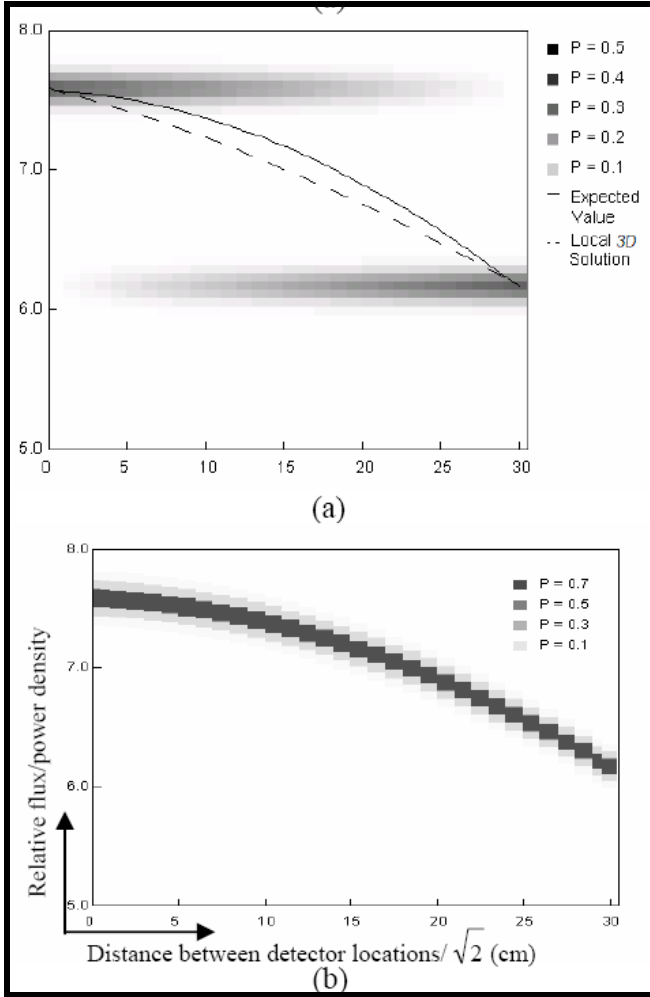 8.0
7.0
6.0
5.0
0
5
10
15
20
25
30
P = 0.5
P = 0.4
P = 0.3
P = 0.2
P = 0.1
Expected
Value
Local 3D
Solution
(a)
8.0
7.0
6.0
5.0
0
5
10
15
20
25
30
P = 0.7
P = 0.5
P = 0.3
P = 0.1
Relative flux/power density
Distance between detector locations/ √2 (cm)
(b)